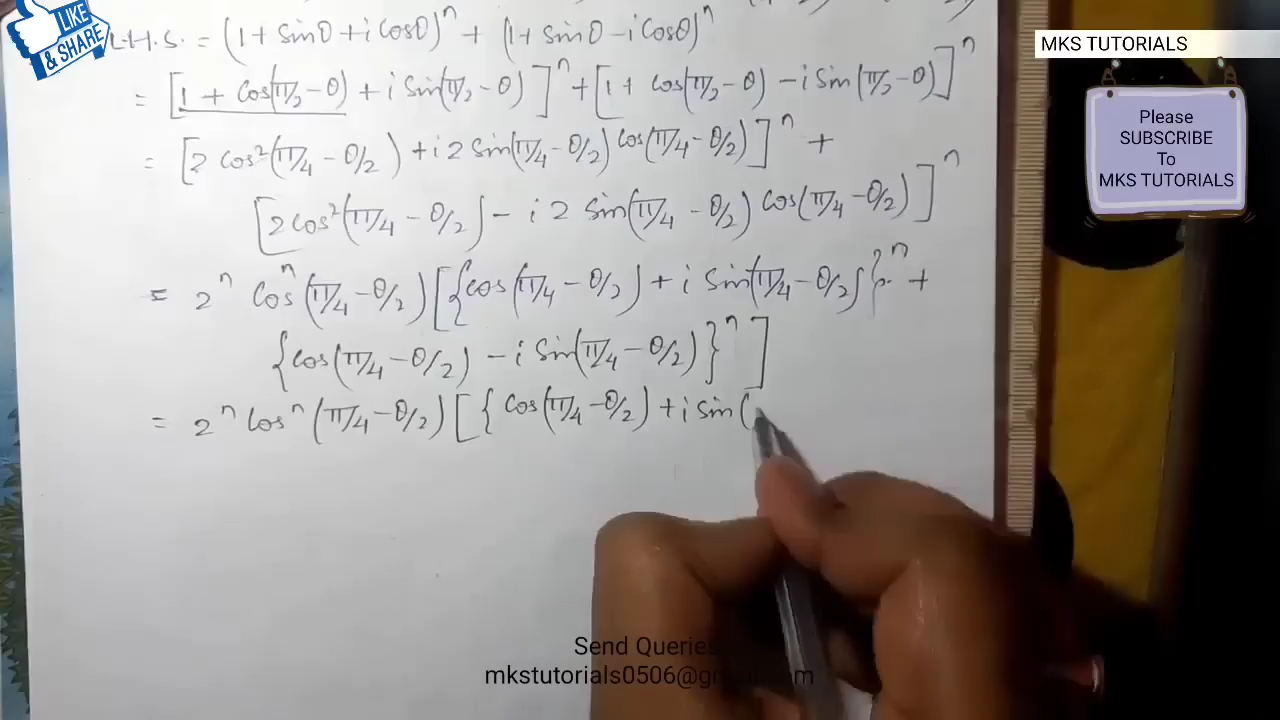 LIKE
& SHARE
L.H.S. = (1 + sinθ + i cosθ)^n + (1 + sinθ - i cosθ)^n
= [1 + cos(π/2 - θ) + i sin(π/2 - θ)]^n + [1 + cos(π/2 - θ) - i sin(π/2 - θ)]^n
= [2 cos²(π/4 - θ/2) + i 2 sin(π/4 - θ/2) cos(π/4 - θ/2)]^n +
[2 cos²(π/4 - θ/2) - i 2 sin(π/4 - θ/2) cos(π/4 - θ/2)]^n
= 2^n cos^n (π/4 - θ/2) [{cos(π/4 - θ/2) + i sin(π/4 - θ/2)}^n +
{cos(π/4 - θ/2) - i sin(π/4 - θ/2)}^n]
= 2^n cos^n (π/4 - θ/2) [{cos(π/4 - θ/2) + i sin(
MKS TUTORIALS
Please
SUBSCRIBE
To
MKS TUTORIALS
Send Queries